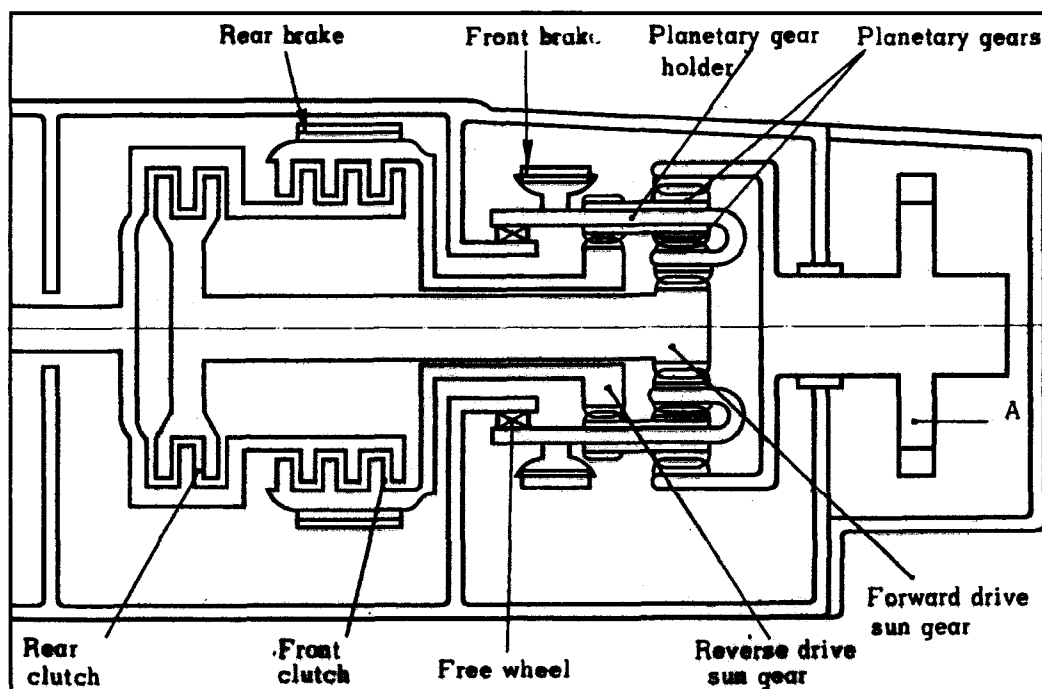 Rear brake
Front brake
Planetary gear
holder
Planetary gears
A
Forward drive
sun gear
Rear
clutch
Front
clutch
Free wheel
Reverse drive
sun gear